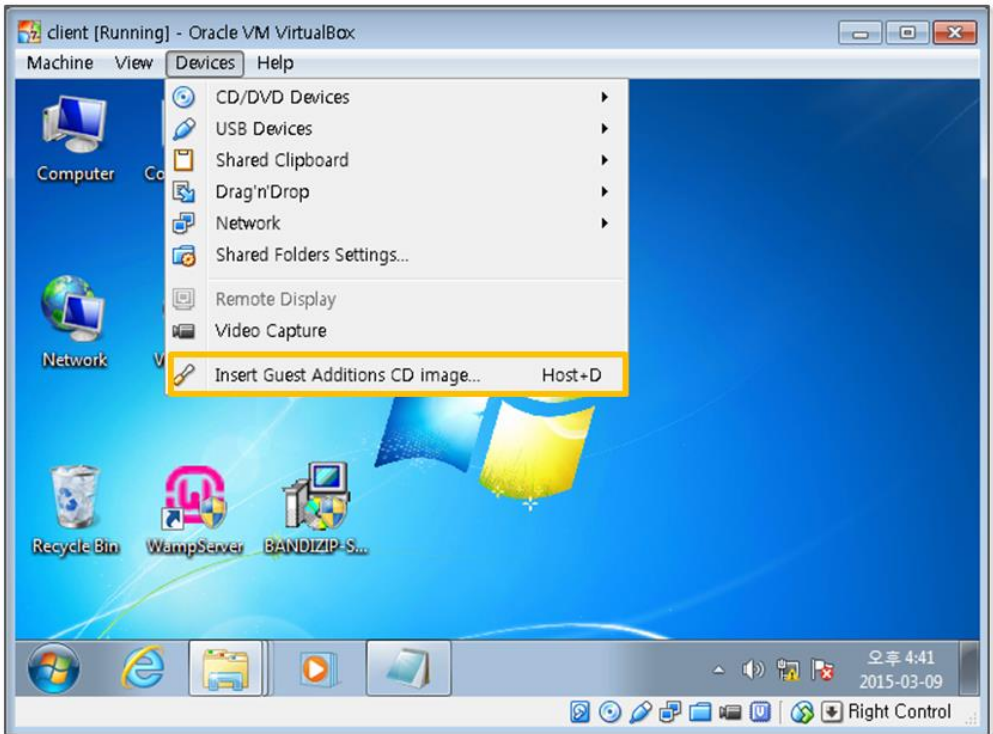 client [Running] - Oracle VM VirtualBox
Machine View Devices Help
CD/DVD Devices
USB Devices
Shared Clipboard
Drag'n'Drop
Network
Shared Folders Settings...
Remote Display
Video Capture
Insert Guest Additions CD image... Host+D
Computer Co
Network V
Recycle Bin WampServer BANDIZIP-S...
오후 4:41
2015-03-09
Right Control